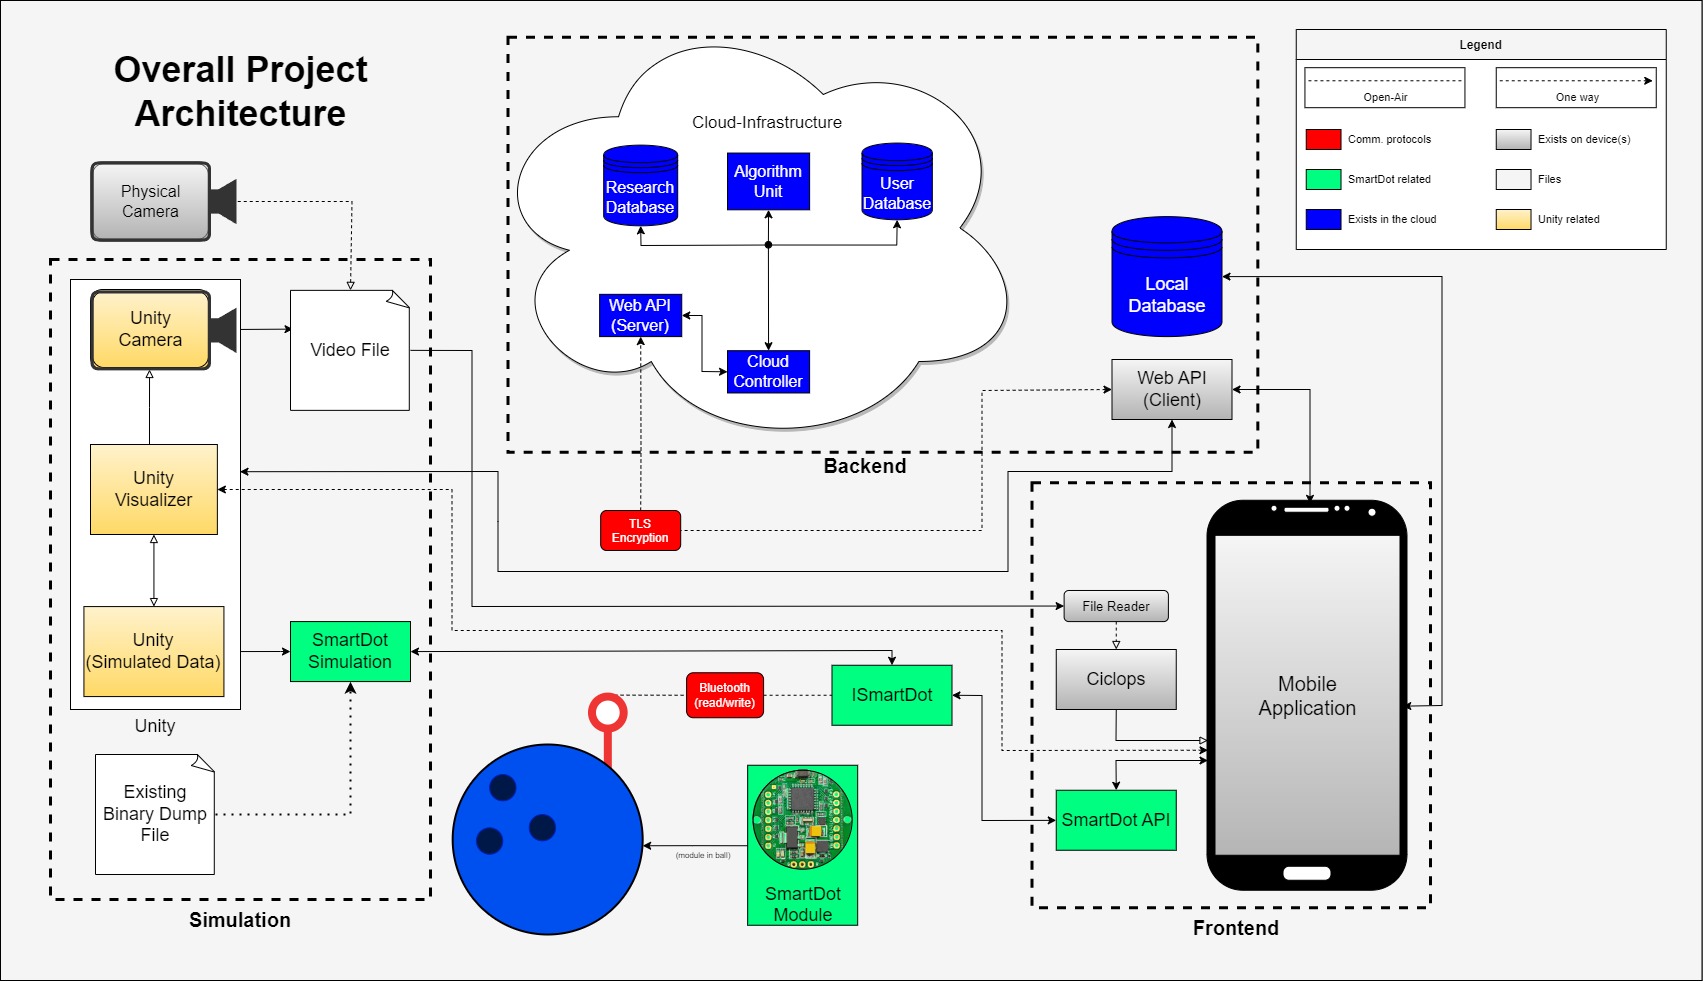 Overall Project
Architecture
Legend
Open-Air
One way
Comm. protocols
Exists on device(s)
SmartDot related
Files
Exists in the cloud
Unity related
Physical
Camera
Unity
Camera
Video File
Unity
Visualizer
Unity
(Simulated Data)
Unity
SmartDot
Simulation
Existing
Binary Dump
File
Simulation
Cloud-Infrastructure
Research
Database
Algorithm
Unit
User
Database
Web API
(Server)
Cloud
Controller
Local
Database
Web API
(Client)
Backend
TLS
Encryption
Bluetooth
(read/write)
ISmartDot
(module in ball)
SmartDot
Module
File Reader
Ciclops
SmartDot API
Mobile
Application
Frontend